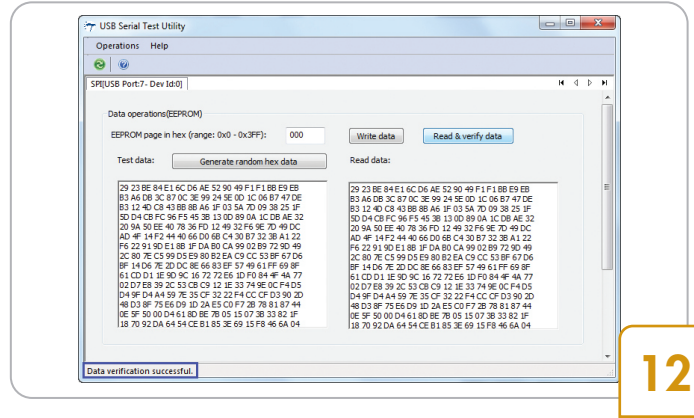 USB Serial Test Utility
Operations Help
SPI[USB Port:7- Dev Id:0]
Data operations(EEPROM)
EEPROM page in hex (range: 0x0 - 0x3FF): 000 Write data Read & verify data
Test data: Generate random hex data Read data:
29 23 BE 84 E1 6C D6 AE 52 90 49 F1 F1 BB E9 EB
B3 A6 DB 3C 87 0C 3E 99 24 5E 0D 1C 06 B7 47 DE
B3 12 4D C8 43 BB 8B A6 1F 03 5A 7D 09 38 25 1F
5D D4 CB FC 96 F5 45 3B 13 0D 89 0A 1C DB AE 32
20 9A 50 EE 40 78 36 FD 12 49 32 F6 9E 7D 49 DC
AD 4F 14 F2 44 40 66 D0 6B C4 30 B7 32 3B A1 22
F6 22 91 9D E1 8B 1F DA B0 CA 99 02 B9 72 9D 49
2C 80 7E C5 99 D5 E9 80 B2 EA C9 CC 53 BF 67 D6
BF 14 D6 7E 2D DC 8E 66 83 EF 57 49 61 FF 69 8F
61 CD D1 1E 9D 9C 16 72 72 E6 1D F0 84 4F 4A 77
02 D7 E8 39 2C 53 CB C9 12 1E 33 74 9E 0C F4 D5
D4 9F D4 A4 59 7E 35 CF 32 22 F4 CC CF D3 90 2D
48 D3 8F 75 E6 D9 1D 2A E5 C0 F7 2B 78 81 87 44
0E 5F 50 00 D4 61 8D BE 7B 05 15 07 3B 33 82 1F
18 70 92 DA 64 54 CE B1 85 3E 69 15 F8 46 6A 04
29 23 BE 84 E1 6C D6 AE 52 90 49 F1 F1 BB E9 EB
B3 A6 DB 3C 87 0C 3E 99 24 5E 0D 1C 06 B7 47 DE
B3 12 4D C8 43 BB 8B A6 1F 03 5A 7D 09 38 25 1F
5D D4 CB FC 96 F5 45 3B 13 0D 89 0A 1C DB AE 32
20 9A 50 EE 40 78 36 FD 12 49 32 F6 9E 7D 49 DC
AD 4F 14 F2 44 40 66 D0 6B C4 30 B7 32 3B A1 22
F6 22 91 9D E1 8B 1F DA B0 CA 99 02 B9 72 9D 49
2C 80 7E C5 99 D5 E9 80 B2 EA C9 CC 53 BF 67 D6
BF 14 D6 7E 2D DC 8E 66 83 EF 57 49 61 FF 69 8F
61 CD D1 1E 9D 9C 16 72 72 E6 1D F0 84 4F 4A 77
02 D7 E8 39 2C 53 CB C9 12 1E 33 74 9E 0C F4 D5
D4 9F D4 A4 59 7E 35 CF 32 22 F4 CC CF D3 90 2D
48 D3 8F 75 E6 D9 1D 2A E5 C0 F7 2B 78 81 87 44
0E 5F 50 00 D4 61 8D BE 7B 05 15 07 3B 33 82 1F
18 70 92 DA 64 54 CE B1 85 3E 69 15 F8 46 6A 04
Data verification successful.
12